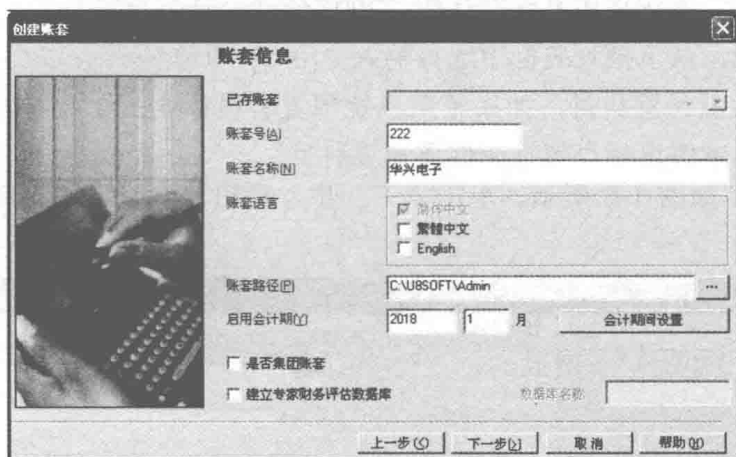 创建账套
账套信息
已存账套
账套号(A) 222
账套名称(N) 华兴电子
账套语言 简体中文
繁體中文
English
账套路径(P) C:\U8SOFT\Admin ...
启用会计期(Y) 2018 1 月 会计期间设置
是否集团账套
建立专家财务评估数据库 数据库名称
上一步(<) 下一步(>) 取消 帮助(H)